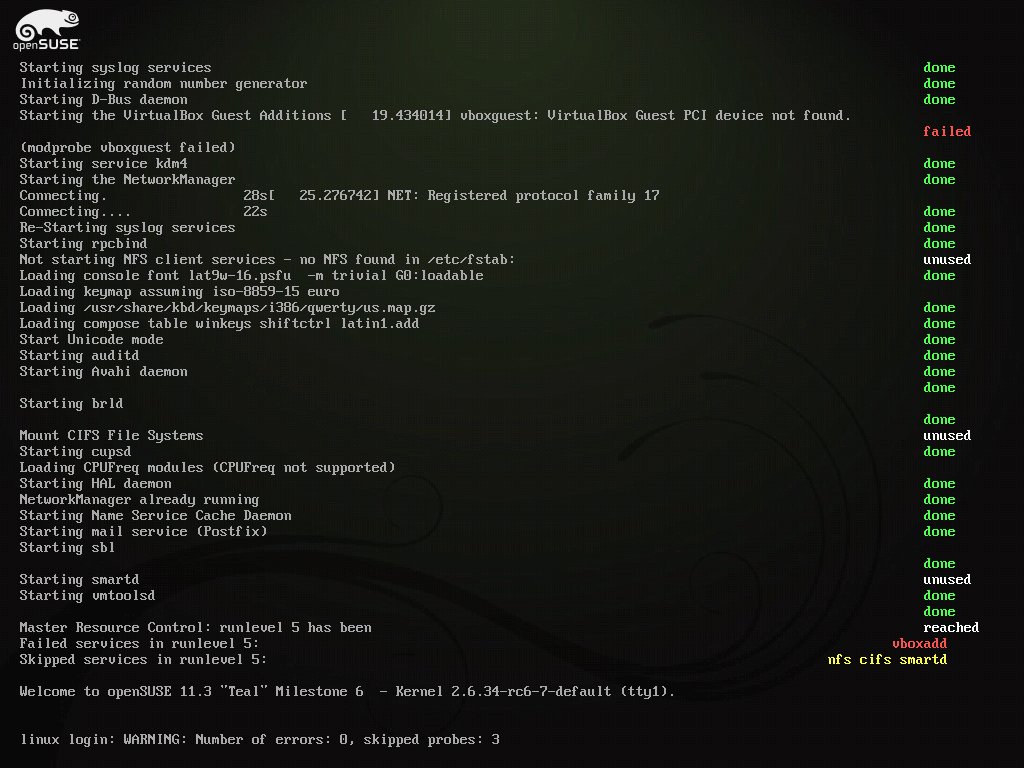 openSUSE
Starting syslog services done
Initializing random number generator done
Starting D-Bus daemon done
Starting the VirtualBox Guest Additions [   19.434014] vboxguest: VirtualBox Guest PCI device not found.
failed
(modprobe vboxguest failed)
Starting service kdm4 done
Starting the NetworkManager done
Connecting. 28s[   25.276742] NET: Registered protocol family 17
Connecting.... 22s done
Re-Starting syslog services done
Starting rpcbind done
Not starting NFS client services - no NFS found in /etc/fstab: unused
Loading console font lat9w-16.psfu  -m trivial G0:loadable done
Loading keymap assuming iso-8859-15 euro
Loading /usr/share/kbd/keymaps/i386/qwerty/us.map.gz done
Loading compose table winkeys shiftctrl latin1.add done
Start Unicode mode done
Starting auditd done
Starting Avahi daemon done
done
Starting brld
done
Mount CIFS File Systems unused
Starting cupsd done
Loading CPUFreq modules (CPUFreq not supported)
Starting HAL daemon done
NetworkManager already running done
Starting Name Service Cache Daemon done
Starting mail service (Postfix) done
Starting sbl
done
Starting smartd unused
Starting vmtoolsd done
done
Master Resource Control: runlevel 5 has been reached
Failed services in runlevel 5: vboxadd
Skipped services in runlevel 5: nfs cifs smartd
Welcome to openSUSE 11.3 "Teal" Milestone 6  - Kernel 2.6.34-rc6-7-default (tty1).
linux login: WARNING: Number of errors: 0, skipped probes: 3